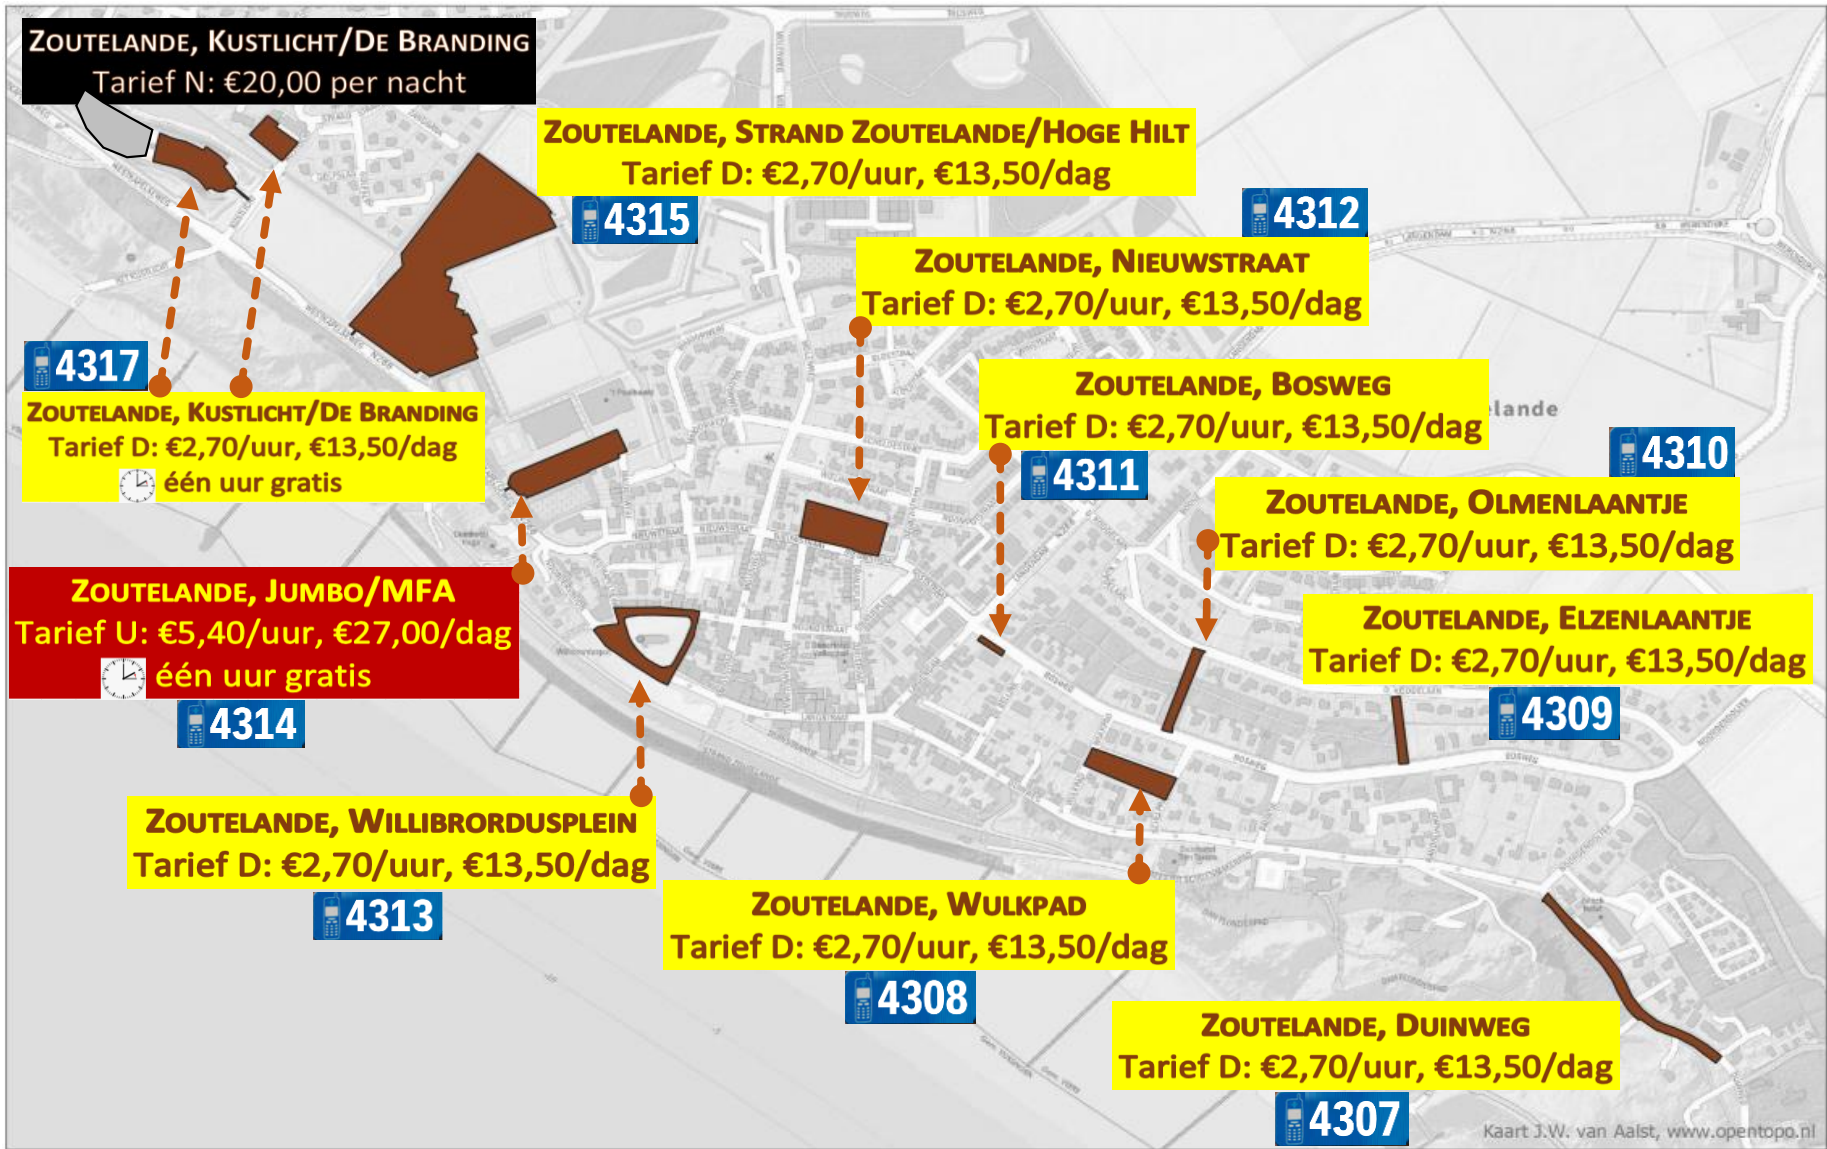 ZOUTELANDE, KUSTLICHT/DE BRANDING
Tarief N: €20,00 per nacht
ZOUTELANDE, STRAND ZOUTELANDE/HOGE HILT
Tarief D: €2,70/uur, €13,50/dag
4315
4312
ZOUTELANDE, NIEUWSTRAAT
Tarief D: €2,70/uur, €13,50/dag
4317
ZOUTELANDE, KUSTLICHT/DE BRANDING
Tarief D: €2,70/uur, €13,50/dag
één uur gratis
ZOUTELANDE, BOSWEG
Tarief D: €2,70/uur, €13,50/dag
4311
elande
4310
ZOUTELANDE, OLMENLAANTJE
Tarief D: €2,70/uur, €13,50/dag
ZOUTELANDE, JUMBO/MFA
Tarief U: €5,40/uur, €27,00/dag
één uur gratis
4314
ZOUTELANDE, ELZENLAANTJE
Tarief D: €2,70/uur, €13,50/dag
4309
BOSWEG
BOSWEG
ZOUTELANDE, WILLIBRORDUSPLEIN
Tarief D: €2,70/uur, €13,50/dag
4313
ZOUTELANDE, WULKPAD
Tarief D: €2,70/uur, €13,50/dag
4308
ZOUTELANDE, DUINWEG
Tarief D: €2,70/uur, €13,50/dag
4307
Kaart J.W. van Aalst, www.opentopo.nl